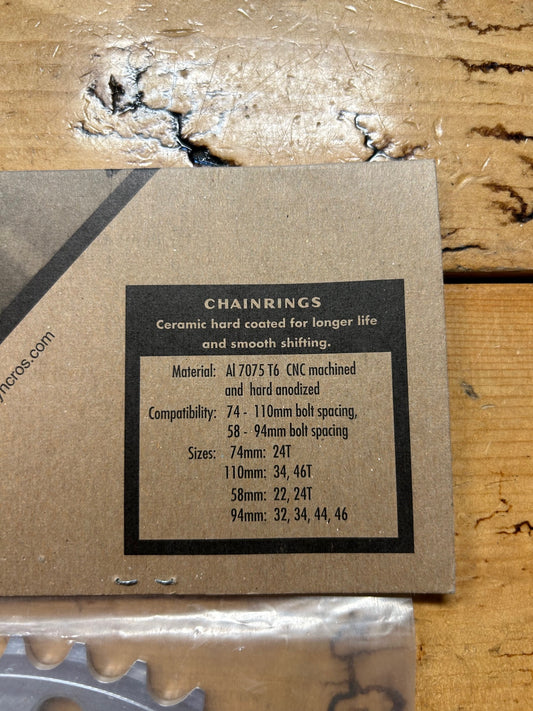 CHAINRINGS
Ceramic hard coated for longer life
and smooth shifting.
Material: Al 7075 T6 CNC machined
and hard anodized
Compatibility: 74 - 110mm bolt spacing,
58 - 94mm bolt spacing
Sizes: 74mm: 24T
110mm: 34, 46T
58mm: 22, 24T
94mm: 32, 34, 44, 46